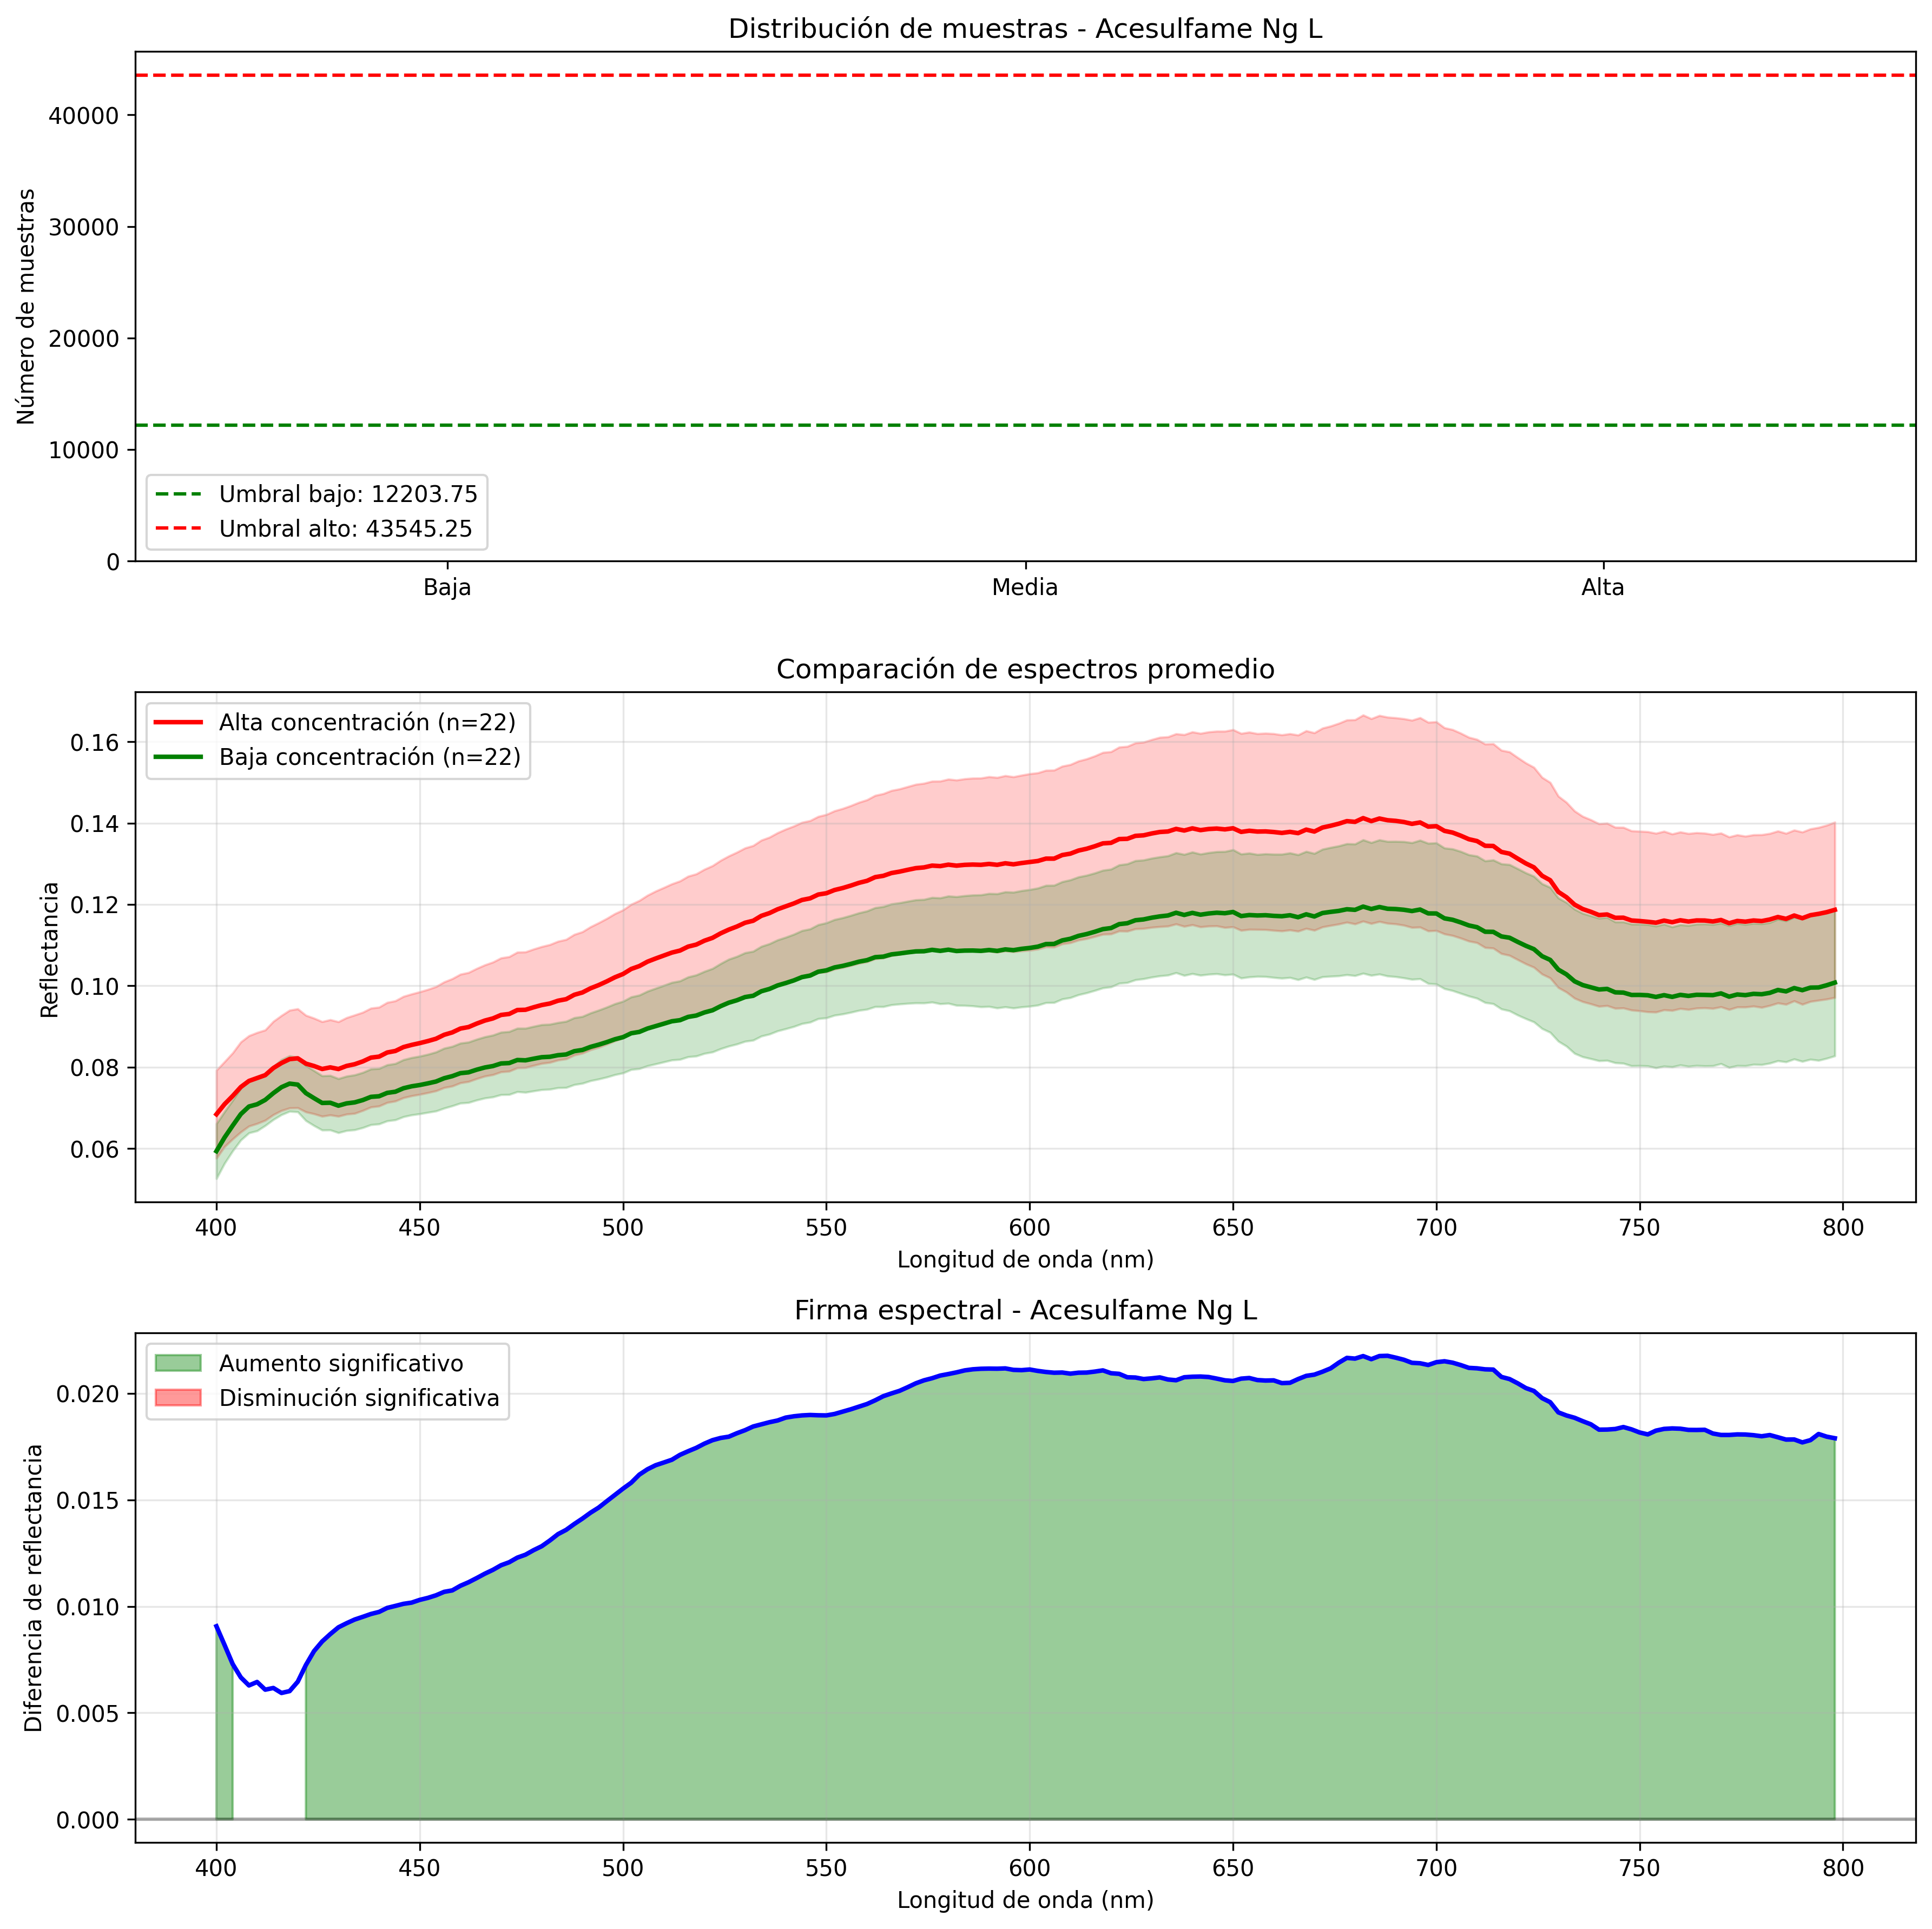 Distribución de muestras - Acesulfame Ng L
Número de muestras
40000
30000
20000
10000
0
Umbral bajo: 12203.75
Umbral alto: 43545.25
Baja Media Alta
Comparación de espectros promedio
Alta concentración (n=22)
Baja concentración (n=22)
Reflectancia
0.16
0.14
0.12
0.10
0.08
0.06
400 450 500 550 600 650 700 750 800
Longitud de onda (nm)
Firma espectral - Acesulfame Ng L
Aumento significativo
Disminución significativa
Diferencia de reflectancia
0.020
0.015
0.010
0.005
0.000
400 450 500 550 600 650 700 750 800
Longitud de onda (nm)